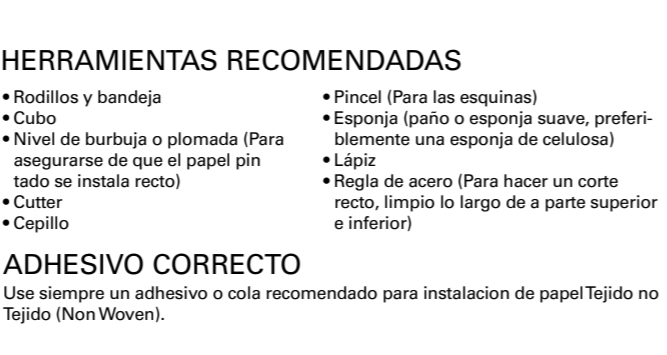 HERRAMIENTAS RECOMENDADAS
• Rodillos y bandeja
• Cubo
• Nivel de burbuja o plomada (Para
asegurarse de que el papel pin
tado se instala recto)
• Cutter
• Cepillo
• Pincel (Para las esquinas)
• Esponja (paño o esponja suave, preferi-
blemente una esponja de celulosa)
• Lápiz
• Regla de acero (Para hacer un corte
recto, limpio lo largo de a parte superior
e inferior)
ADHESIVO CORRECTO
Use siempre un adhesivo o cola recomendado para instalacion de papel Tejido no
Tejido (Non Woven).